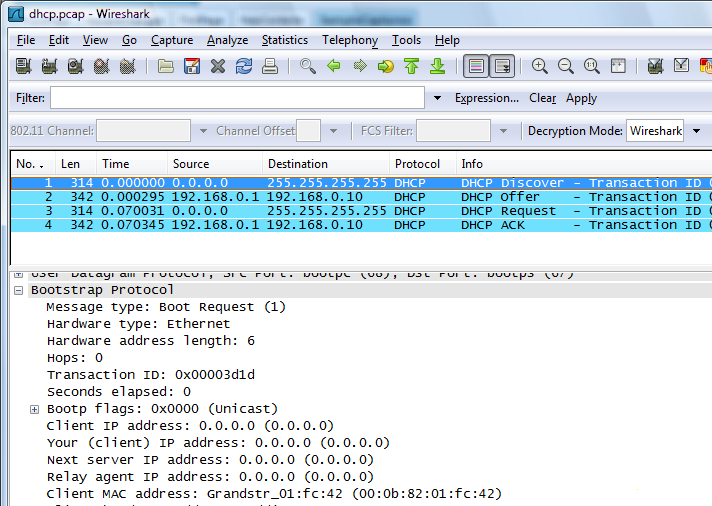 dhcp.pcap - Wireshark
File Edit View Go Capture Analyze Statistics Telephony Tools Help
Filter: Expression... Clear Apply
802.11 Channel: Channel Offset: FCS Filter: Decryption Mode: Wireshark
No. . Len Time Source Destination Protocol Info
1 314 0.000000 0.0.0.0 255.255.255.255 DHCP DHCP Discover - Transaction ID
2 342 0.000295 192.168.0.1 192.168.0.10 DHCP DHCP Offer - Transaction ID
3 314 0.070031 0.0.0.0 255.255.255.255 DHCP DHCP Request - Transaction ID
4 342 0.070345 192.168.0.1 192.168.0.10 DHCP DHCP ACK - Transaction ID
User Datagram Protocol, Src Port: bootpc (68), Dst Port: bootps (67)
Bootstrap Protocol
Message type: Boot Request (1)
Hardware type: Ethernet
Hardware address length: 6
Hops: 0
Transaction ID: 0x00003d1d
Seconds elapsed: 0
Bootp flags: 0x0000 (Unicast)
Client IP address: 0.0.0.0 (0.0.0.0)
Your (client) IP address: 0.0.0.0 (0.0.0.0)
Next server IP address: 0.0.0.0 (0.0.0.0)
Relay agent IP address: 0.0.0.0 (0.0.0.0)
Client MAC address: Grandstr_01:fc:42 (00:0b:82:01:fc:42)